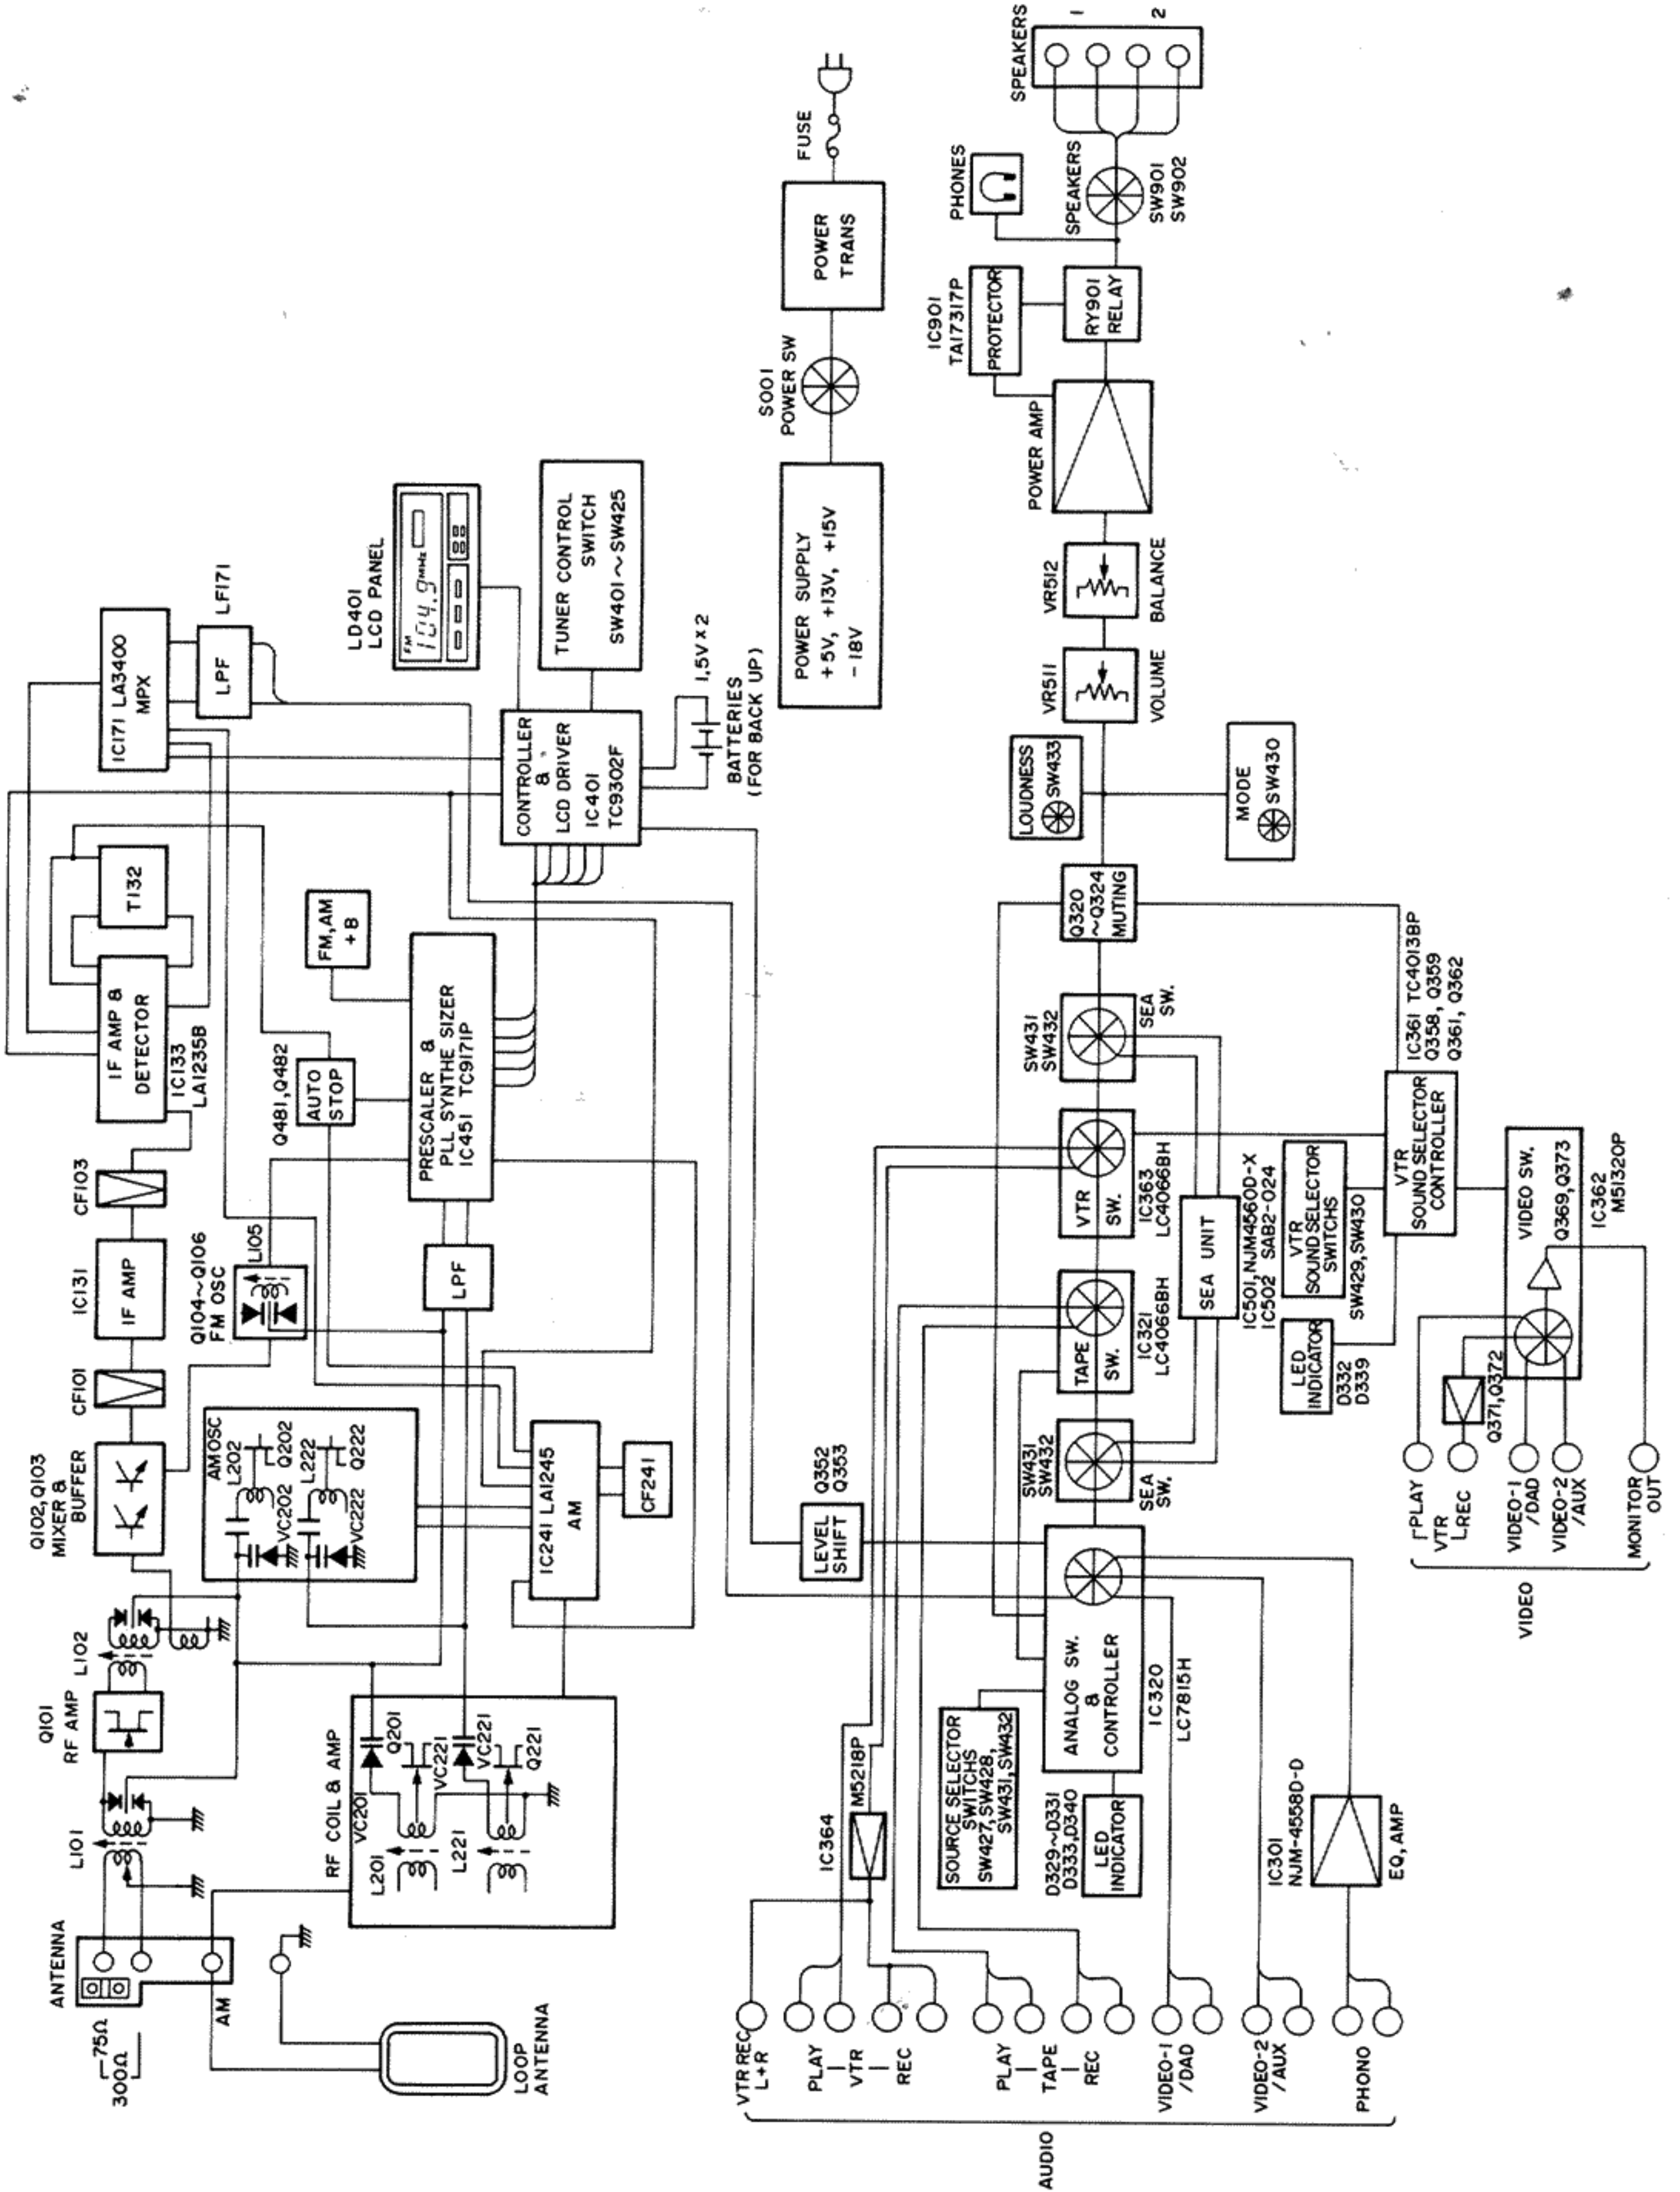 ANTENNA
75Ω
300Ω
AM
LOOP
ANTENNA
L101
Q101
RF AMP
L102
Q102,Q103
MIXER &
BUFFER
CF101
IC131
IF AMP
CF103
IF AMP &
DETECTOR
IC133
LA1235B
T132
IC171 LA3400
MPX
LPF
LF171
Q104~Q106
FM OSC
L105
Q481,Q482
AUTO
STOP
FM,AM
+B
AM OSC
L202
Q202
VC202
L222
Q222
VC222
RF COIL & AMP
VC201
L201
Q201
VC221
L221
VC221
Q221
IC241 LA1245
AM
CF241
LPF
PRESCALER &
PLL SYNTHE SIZER
IC451 TC9171P
CONTROLLER
&
LCD DRIVER
IC401
TC9302F
LD401
LCD PANEL
FM
104.9MHz
TUNER CONTROL
SWITCH
SW401~SW425
1.5V×2
BATTERIES
(FOR BACK UP)
POWER SUPPLY
+5V, +13V, +15V
-18V
S001
POWER SW
POWER
TRANS
FUSE
AUDIO
VTR REC
L+R
PLAY
VTR
REC
PLAY
TAPE
REC
VIDEO-1
/DAD
VIDEO-2
/AUX
PHONO
IC364
M5218P
SOURCE SELECTOR
SWITCHS
SW427,SW428,
SW431,SW432
D329~D331
D333,D340
LED
INDICATOR
IC301
NJM-4558D-D
EQ,AMP
ANALOG SW.
&
CONTROLLER
IC320
LC7815H
LEVEL
SHIFT
Q352
Q353
SW431
SW432
SEA
SW.
TAPE
SW.
IC321
LC4066BH
VTR
SW.
IC363
LC4066BH
SW431
SW432
SEA
SW.
SEA UNIT
IC501,NJM4560D-X
IC502 SAB2-024
Q320
~Q324
MUTING
LOUDNESS
SW433
MODE
SW430
VR511
VOLUME
VR512
BALANCE
POWER AMP
IC901
TA17317P
PROTECTOR
RY901
RELAY
PHONES
SPEAKERS
SW901
SW902
SPEAKERS
1
2
LED
INDICATOR
D332
D339
VTR
SOUND SELECTOR
SWITCHS
SW429,SW430
VTR
SOUND SELECTOR
CONTROLLER
IC361 TC4013BP
Q358, Q359
Q361, Q362
VIDEO SW.
Q369,Q373
IC362
M51320P
Q371,Q372
PLAY
VTR
REC
VIDEO-1
/DAD
VIDEO-2
/AUX
MONITOR
OUT
VIDEO